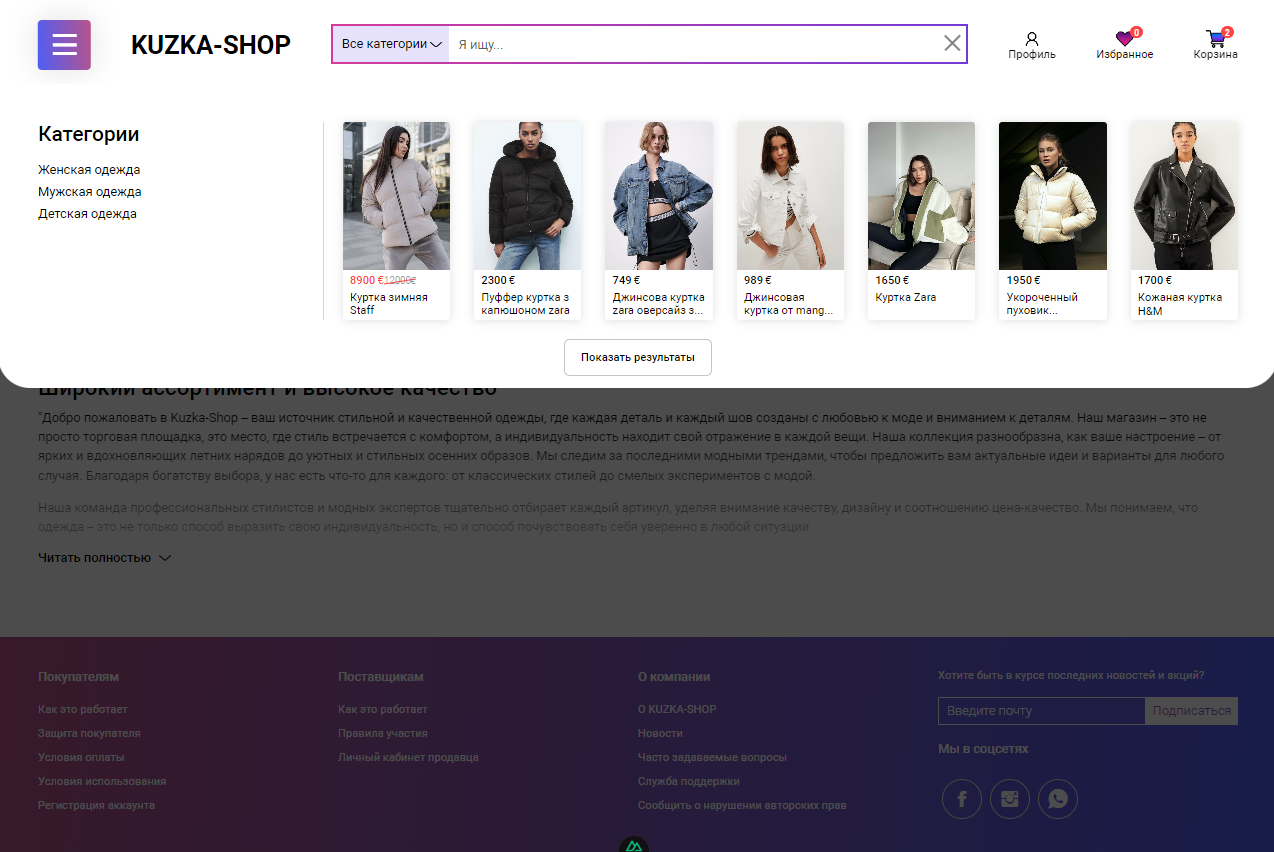 KUZKA-SHOP
Все категории
Я ищу...
Профиль
0
Избранное
2
Корзина
Категории
Женская одежда
Мужская одежда
Детская одежда
8900 €12000€
Куртка зимняя
Staff
2300 €
Пуффер куртка з
капюшоном zara
749 €
Джинсова куртка
zara оверсайз з...
989 €
Джинсовая
куртка от mang...
1650 €
Куртка Zara
1950 €
Укороченный
пуховик...
1700 €
Кожаная куртка
H&M
Показать результаты
Широкий ассортимент и высокое качество
"Добро пожаловать в Kuzka-Shop – ваш источник стильной и качественной одежды, где каждая деталь и каждый шов созданы с любовью к моде и вниманием к деталям. Наш магазин – это не
просто торговая площадка, это место, где стиль встречается с комфортом, а индивидуальность находит свой отражение в каждой вещи. Наша коллекция разнообразна, как ваше настроение – от
ярких и вдохновляющих летних нарядов до уютных и стильных осенних образов. Мы следим за последними модными трендами, чтобы предложить вам актуальные идеи и варианты для любого
случая. Благодаря богатству выбора, у нас есть что-то для каждого: от классических стилей до смелых экспериментов с модой.
Наша команда профессиональных стилистов и модных экспертов тщательно отбирает каждый артикул, уделяя внимание качеству, дизайну и соотношению цена-качество. Мы понимаем, что
одежда – это не только способ выразить свою индивидуальность, но и способ почувствовать себя уверенно в любой ситуации
Читать полностью
Покупателям
Как это работает
Защита покупателя
Условия оплаты
Условия использования
Регистрация аккаунта
Поставщикам
Как это работает
Правила участия
Личный кабинет продавца
О компании
О KUZKA-SHOP
Новости
Часто задаваемые вопросы
Служба поддержки
Сообщить о нарушении авторских прав
Хотите быть в курсе последних новостей и акций?
Введите почту
Подписаться
Мы в соцсетях